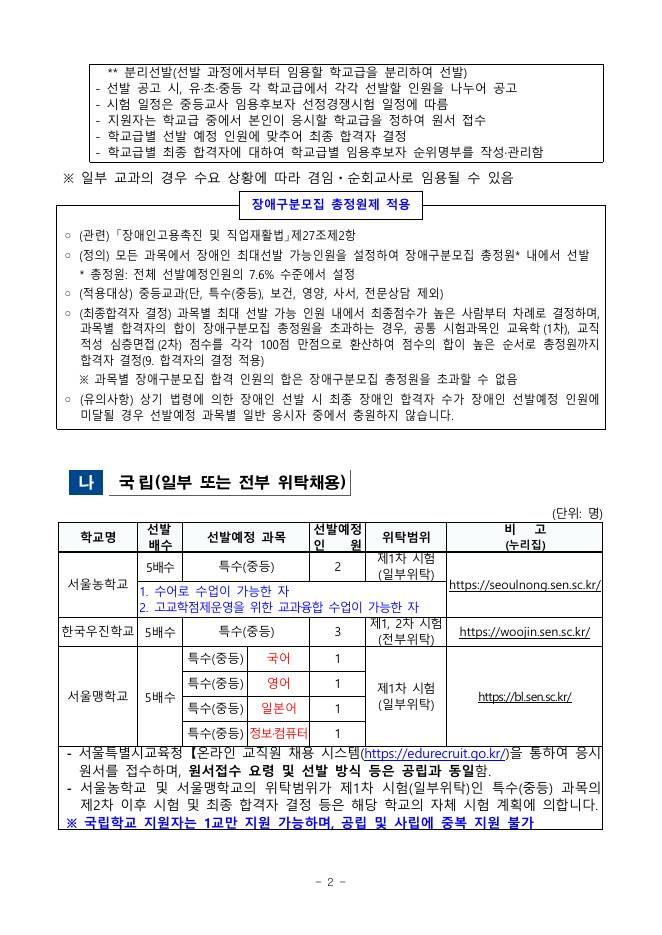 ** 분리선발(선발 과정에서부터 임용할 학교급을 분리하여 선발)
- 선발 공고 시, 유·초·중등 각 학교급에서 각각 선발할 인원을 나누어 공고
- 시험 일정은 중등교사 임용후보자 선정경쟁시험 일정에 따름
- 지원자는 학교급 중에서 본인이 응시할 학교급을 정하여 원서 접수
- 학교급별 선발 예정 인원에 맞추어 최종 합격자 결정
- 학교급별 최종 합격자에 대하여 학교급별 임용후보자 순위명부를 작성·관리함
※ 일부 교과의 경우 수요 상황에 따라 겸임・순회교사로 임용될 수 있음
장애구분모집 총정원제 적용
○ (관련) 「장애인고용촉진 및 직업재활법」제27조제2항
○ (정의) 모든 과목에서 장애인 최대선발 가능인원을 설정하여 장애구분모집 총정원* 내에서 선발
* 총정원: 전체 선발예정인원의 7.6% 수준에서 설정
○ (적용대상) 중등교과(단, 특수(중등), 보건, 영양, 사서, 전문상담 제외)
○ (최종합격자 결정) 과목별 최대 선발 가능 인원 내에서 최종점수가 높은 사람부터 차례로 결정하며,
과목별 합격자의 합이 장애구분모집 총정원을 초과하는 경우, 공통 시험과목인 교육학(1차), 교직
적성 심층면접(2차) 점수를 각각 100점 만점으로 환산하여 점수의 합이 높은 순서로 총정원까지
합격자 결정(9. 합격자의 결정 적용)
※ 과목별 장애구분모집 합격 인원의 합은 장애구분모집 총정원을 초과할 수 없음
○ (유의사항) 상기 법령에 의한 장애인 선발 시 최종 장애인 합격자 수가 장애인 선발예정 인원에
미달될 경우 선발예정 과목별 일반 응시자 중에서 충원하지 않습니다.
나 국립(일부 또는 전부 위탁채용)
(단위: 명)
학교명 선발 배수 선발예정 과목 선발예정 인 원 위탁범위 비 고 (누리집)
서울농학교 5배수 특수(중등) 2 제1차 시험 (일부위탁) https://seoulnong.sen.sc.kr/
1. 수어로 수업이 가능한 자
2. 고교학점제운영을 위한 교과융합 수업이 가능한 자
한국우진학교 5배수 특수(중등) 3 제1, 2차 시험 (전부위탁) https://woojin.sen.sc.kr/
서울맹학교 5배수 특수(중등) 국어 1 제1차 시험 (일부위탁) https://bl.sen.sc.kr/
특수(중등) 영어 1
특수(중등) 일본어 1
특수(중등) 정보·컴퓨터 1
- 서울특별시교육청【온라인 교직원 채용 시스템(https://edurecruit.go.kr/)을 통하여 응시
원서를 접수하며, 원서접수 요령 및 선발 방식 등은 공립과 동일함.
- 서울농학교 및 서울맹학교의 위탁범위가 제1차 시험(일부위탁)인 특수(중등) 과목의
제2차 이후 시험 및 최종 합격자 결정 등은 해당 학교의 자체 시험 계획에 의합니다.
※ 국립학교 지원자는 1교만 지원 가능하며, 공립 및 사립에 중복 지원 불가
- 2 -